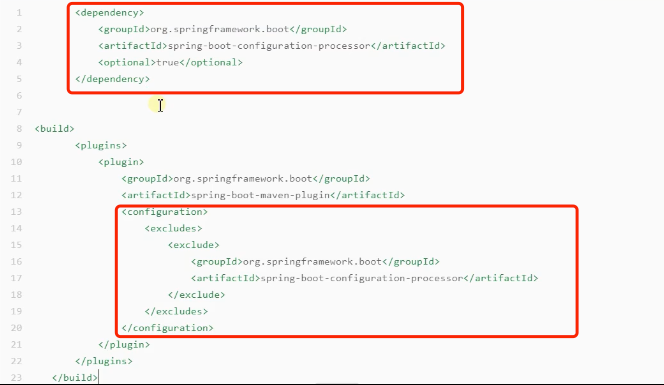 1 <dependency>
2 <groupId>org.springframework.boot</groupId>
3 <artifactId>spring-boot-configuration-processor</artifactId>
4 <optional>true</optional>
5 </dependency>
6
7
8 <build>
9 <plugins>
10 <plugin>
11 <groupId>org.springframework.boot</groupId>
12 <artifactId>spring-boot-maven-plugin</artifactId>
13 <configuration>
14 <excludes>
15 <exclude>
16 <groupId>org.springframework.boot</groupId>
17 <artifactId>spring-boot-configuration-processor</artifactId>
18 </exclude>
19 </excludes>
20 </configuration>
21 </plugin>
22 </plugins>
23 </build>